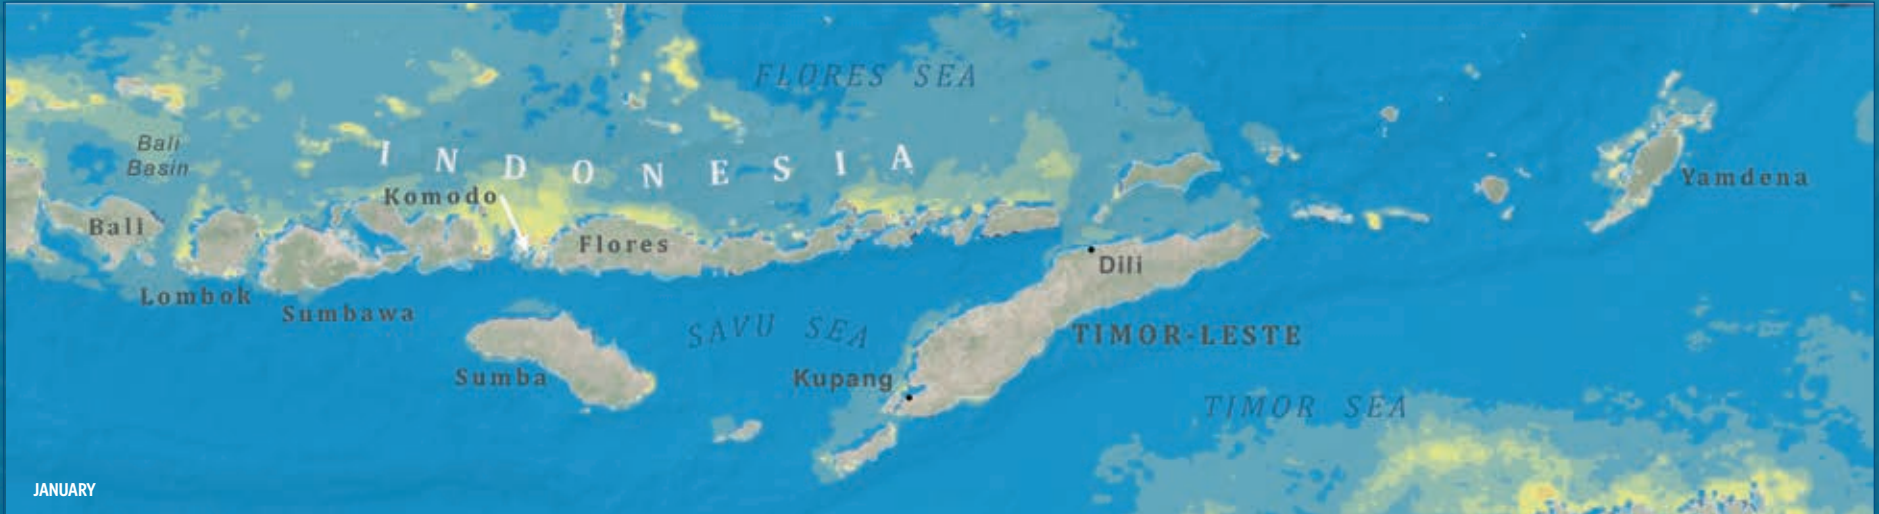 FLORES SEA
Bali
Basin
INDONESIA
Komodo
Yamdena
Bali
Flores
Dili
Lombok
Sumbawa
SAVU SEA
TIMOR-LESTE
Sumba
Kupang
TIMOR SEA
JANUARY